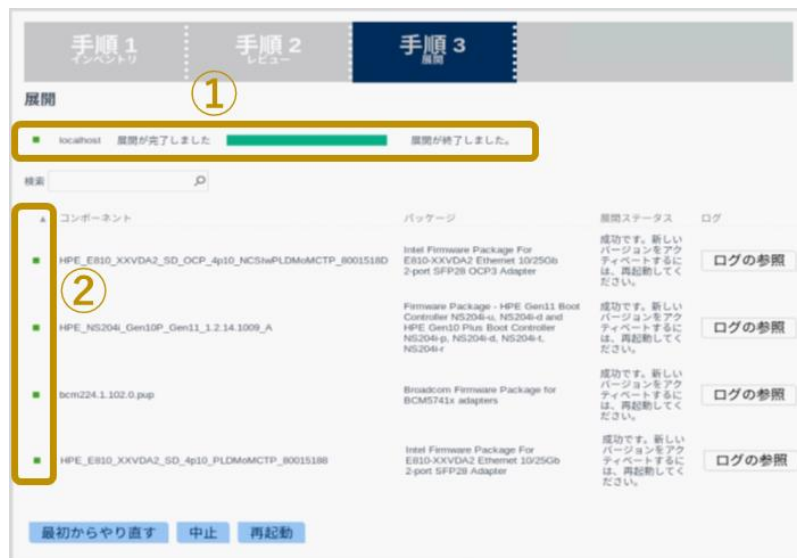 手順 1
インベントリ
手順 2
レビュー
手順 3
展開
①
展開
localhost 展開が完了しました 展開が終了しました。
検索
▲ コンポーネント パッケージ 展開ステータス ログ
②
HPE_E810_XXVDA2_SD_OCP_4p10_NCSIwPLDMoMCTP_8001518D
Intel Firmware Package For
E810-XXVDA2 Ethernet 10/25Gb
2-port SFP28 OCP3 Adapter
成功です。新しい
バージョンをアク
ティベートするに
は、再起動してく
ださい。
ログの参照
HPE_NS204i_Gen10P_Gen11_1.2.14.1009_A
Firmware Package - HPE Gen11 Boot
Controller NS204i-u, NS204i-d and
HPE Gen10 Plus Boot Controller
NS204i-p, NS204i-d, NS204i-t,
NS204i-r
成功です。新しい
バージョンをアク
ティベートするに
は、再起動してく
ださい。
ログの参照
bcm224.1.102.0.pup
Broadcom Firmware Package for
BCM5741x adapters
成功です。新しい
バージョンをアク
ティベートするに
は、再起動してく
ださい。
ログの参照
HPE_E810_XXVDA2_SD_4p10_PLDMoMCTP_80015188
Intel Firmware Package For
E810-XXVDA2 Ethernet 10/25Gb
2-port SFP28 Adapter
成功です。新しい
バージョンをアク
ティベートするに
は、再起動してく
ださい。
ログの参照
最初からやり直す 中止 再起動